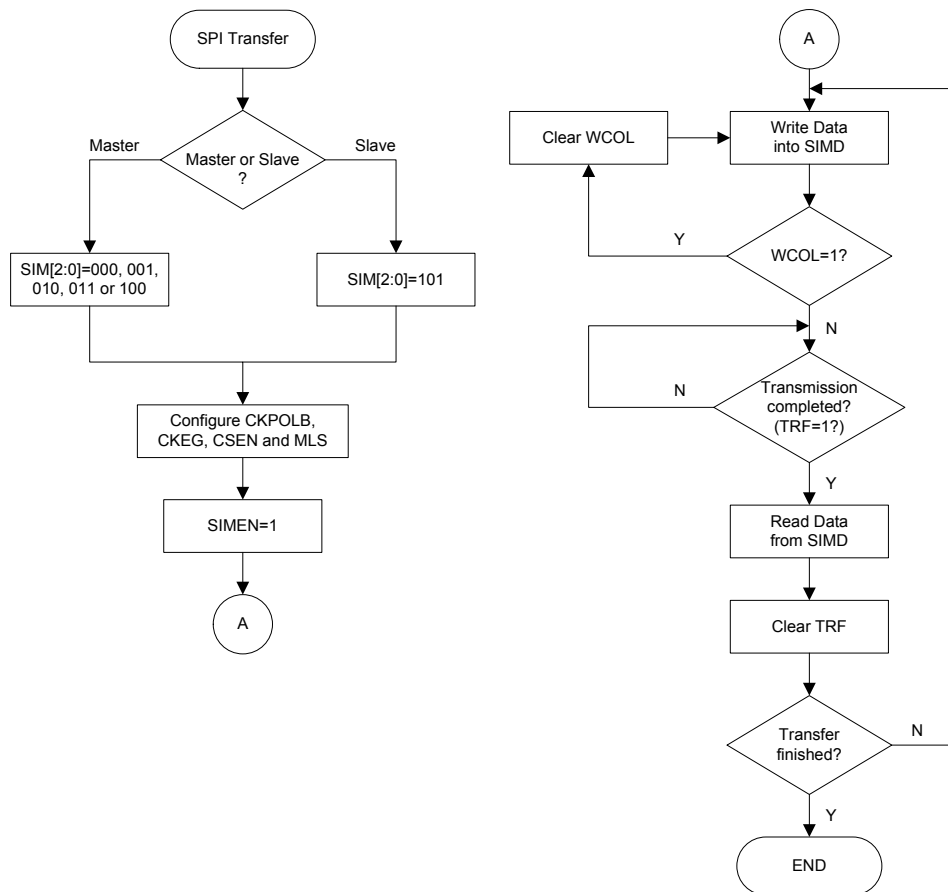 SPI Transfer
Master
Master or Slave
?
Slave
SIM[2:0]=000, 001,
010, 011 or 100
SIM[2:0]=101
Configure CKPOLB,
CKEG, CSEN and MLS
SIMEN=1
A
A
Write Data
into SIMD
Clear WCOL
Y
WCOL=1?
N
Transmission
completed?
(TRF=1?)
N
Y
Read Data
from SIMD
Clear TRF
Transfer
finished?
N
Y
END